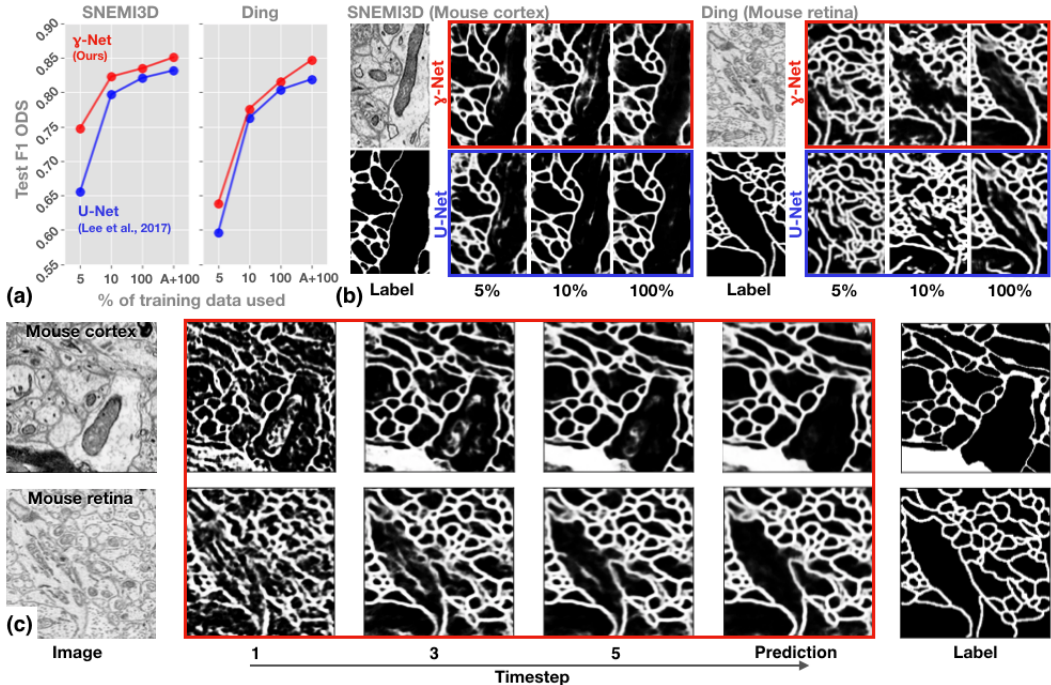 SNEMI3D
Ding
0.90
0.85
0.80
0.75
0.70
0.65
0.60
0.55
Test F1 ODS
ɣ-Net
(Ours)
U-Net
(Lee et al., 2017)
5
10
100
A+100
5
10
100
A+100
% of training data used
(a)
SNEMI3D (Mouse cortex)
ɣ-Net
U-Net
(b)
Label
5%
10%
100%
Ding (Mouse retina)
ɣ-Net
U-Net
Label
5%
10%
100%
Mouse cortex
Mouse retina
(c)
Image
1
3
5
Prediction
Label
Timestep